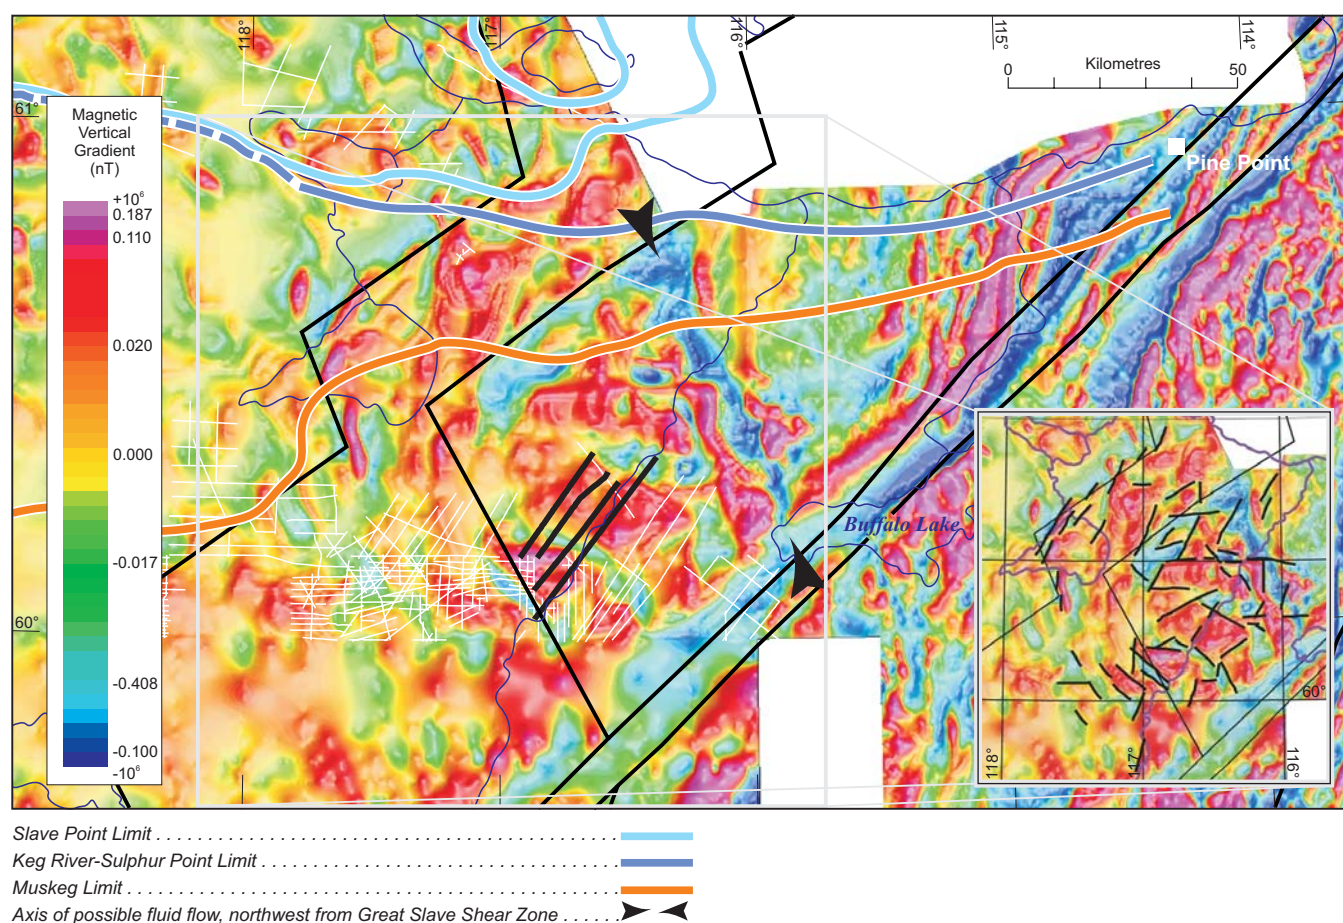 118°
117°
116°
115°
114°
Kilometres
0
50
61°
Magnetic
Vertical
Gradient
(nT)
+10⁶
0.187
0.110
0.020
0.000
-0.017
-0.408
-0.100
-10⁶
Pine Point
Buffalo Lake
60°
60°
118°
117°
116°
Slave Point Limit . . . . . . . . . . . . . . . . . . . . . . . . . . . . . . . . . . . . . . . . . . . . .
Keg River-Sulphur Point Limit . . . . . . . . . . . . . . . . . . . . . . . . . . . . . . . . . . .
Muskeg Limit . . . . . . . . . . . . . . . . . . . . . . . . . . . . . . . . . . . . . . . . . . . . . . . .
Axis of possible fluid flow, northwest from Great Slave Shear Zone . . . . . .